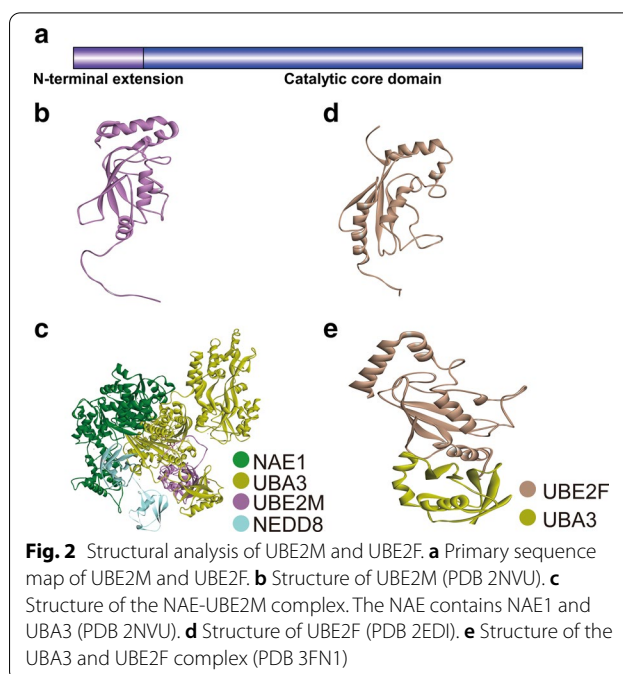 a
N-terminal extension
Catalytic core domain
b
d
c
NAE1
UBA3
UBE2M
NEDD8
e
UBE2F
UBA3
Fig. 2 Structural analysis of UBE2M and UBE2F. a Primary sequence
map of UBE2M and UBE2F. b Structure of UBE2M (PDB 2NVU). c
Structure of the NAE-UBE2M complex. The NAE contains NAE1 and
UBA3 (PDB 2NVU). d Structure of UBE2F (PDB 2EDI). e Structure of the
UBA3 and UBE2F complex (PDB 3FN1)